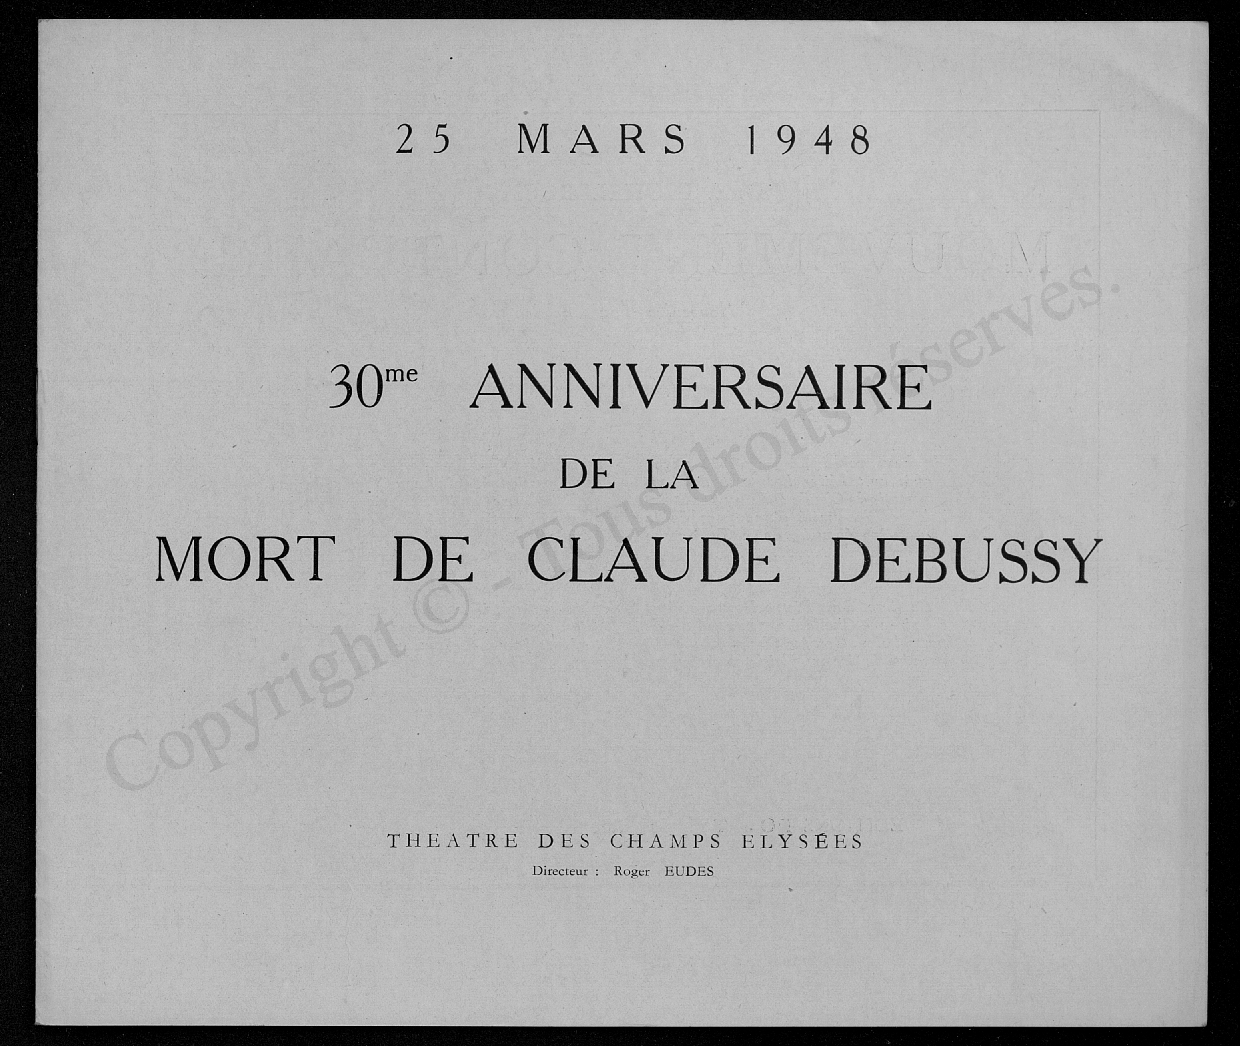 25 MARS 1948
30me ANNIVERSAIRE
DE LA
MORT DE CLAUDE DEBUSSY
THEATRE DES CHAMPS ELYSÉES
Directeur : Roger EUDES
Copyright © - Tous droits réservés.